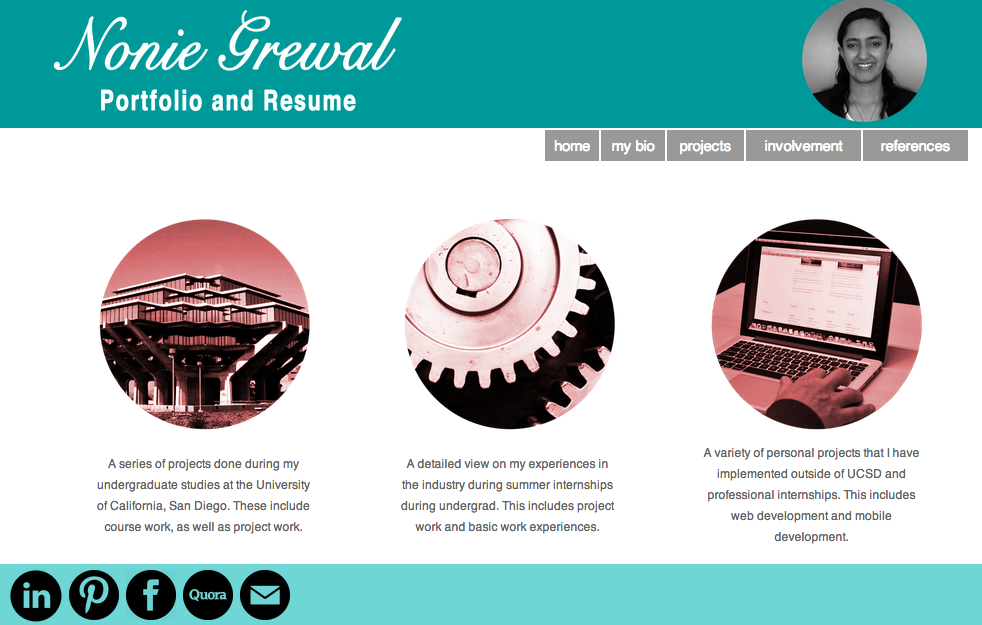 Nonie Grewal
Portfolio and Resume
home my bio projects involvement references
A series of projects done during my
undergraduate studies at the University
of California, San Diego. These include
course work, as well as project work.
A detailed view on my experiences in
the industry during summer internships
during undergrad. This includes project
work and basic work experiences.
A variety of personal projects that I have
implemented outside of UCSD and
professional internships. This includes
web development and mobile
development.
in
Quora